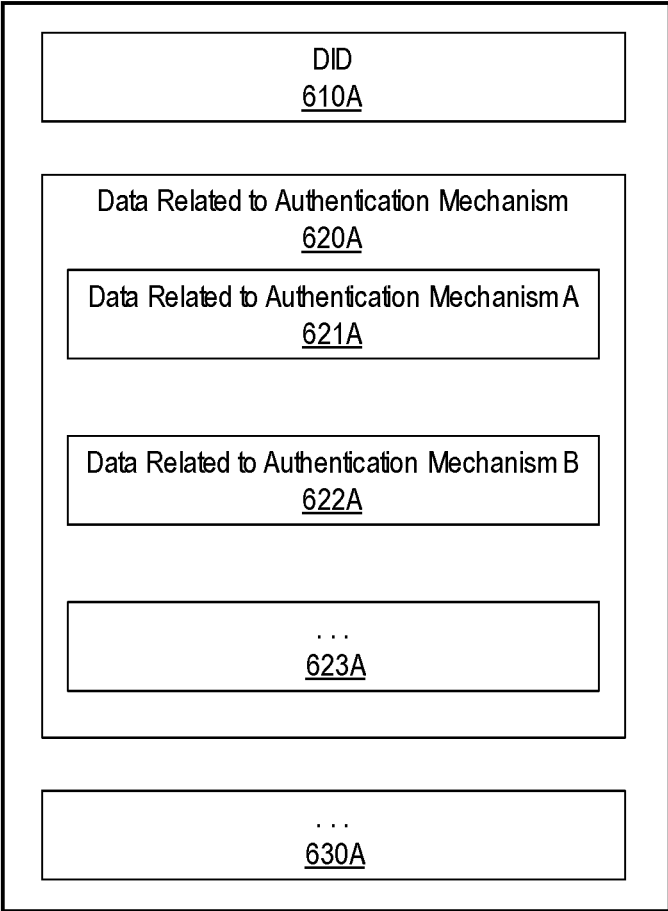 DID
610A
Data Related to Authentication Mechanism
620A
Data Related to Authentication Mechanism A
621A
Data Related to Authentication Mechanism B
622A
. . .
623A
. . .
630A